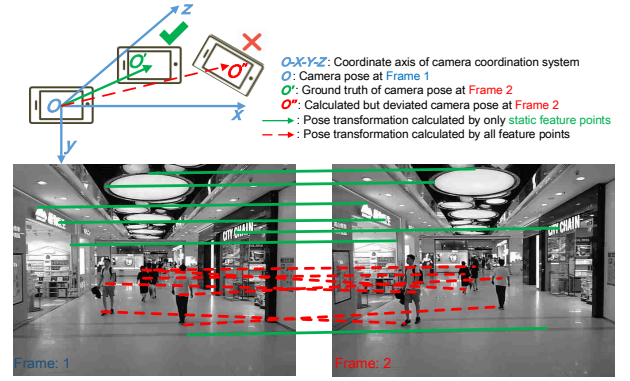 z
O'
O"
O
x
y
O-X-Y-Z: Coordinate axis of camera coordination system
O: Camera pose at Frame 1
O': Ground truth of camera pose at Frame 2
O": Calculated but deviated camera pose at Frame 2
: Pose transformation calculated by only static feature points
: Pose transformation calculated by all feature points
CITY CHAIN
CITY CHAIN
Frame: 1
Frame: 2